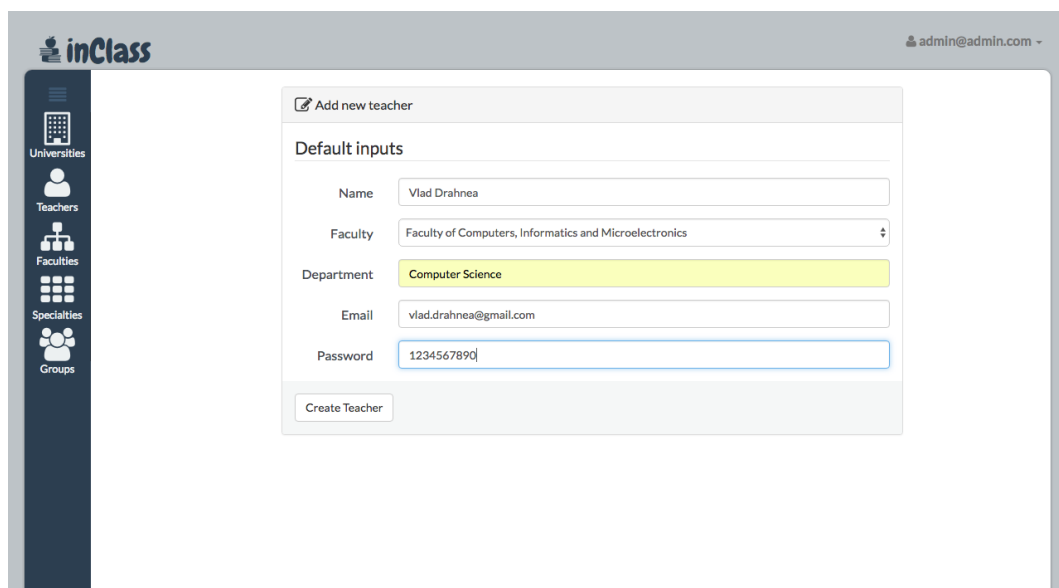 inClass
admin@admin.com
Universities
Teachers
Faculties
Specialties
Groups
Add new teacher
Default inputs
Name Vlad Drahnea
Faculty Faculty of Computers, Informatics and Microelectronics
Department Computer Science
Email vlad.drahnea@gmail.com
Password 1234567890
Create Teacher